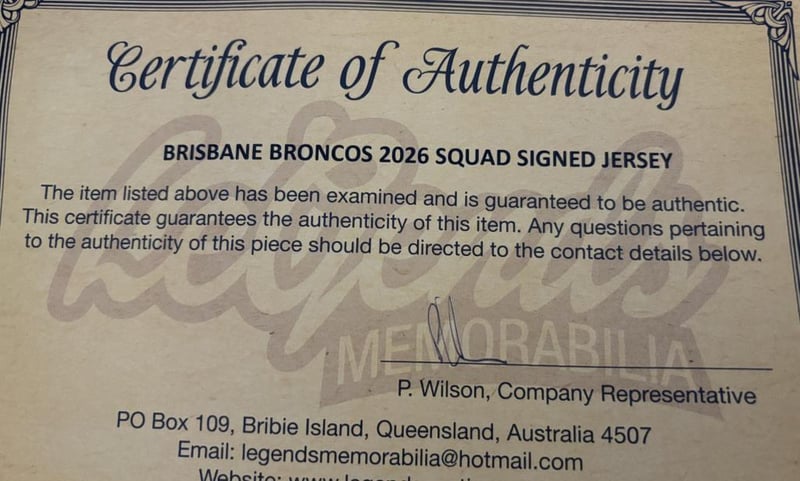 Certificate of Authenticity
BRISBANE BRONCOS 2026 SQUAD SIGNED JERSEY
The item listed above has been examined and is guaranteed to be authentic.
This certificate guarantees the authenticity of this item. Any questions pertaining
to the authenticity of this piece should be directed to the contact details below.
Legends
MEMORABILIA
P. Wilson, Company Representative
PO Box 109, Bribie Island, Queensland, Australia 4507
Email: legendsmemorabilia@hotmail.com
Website: